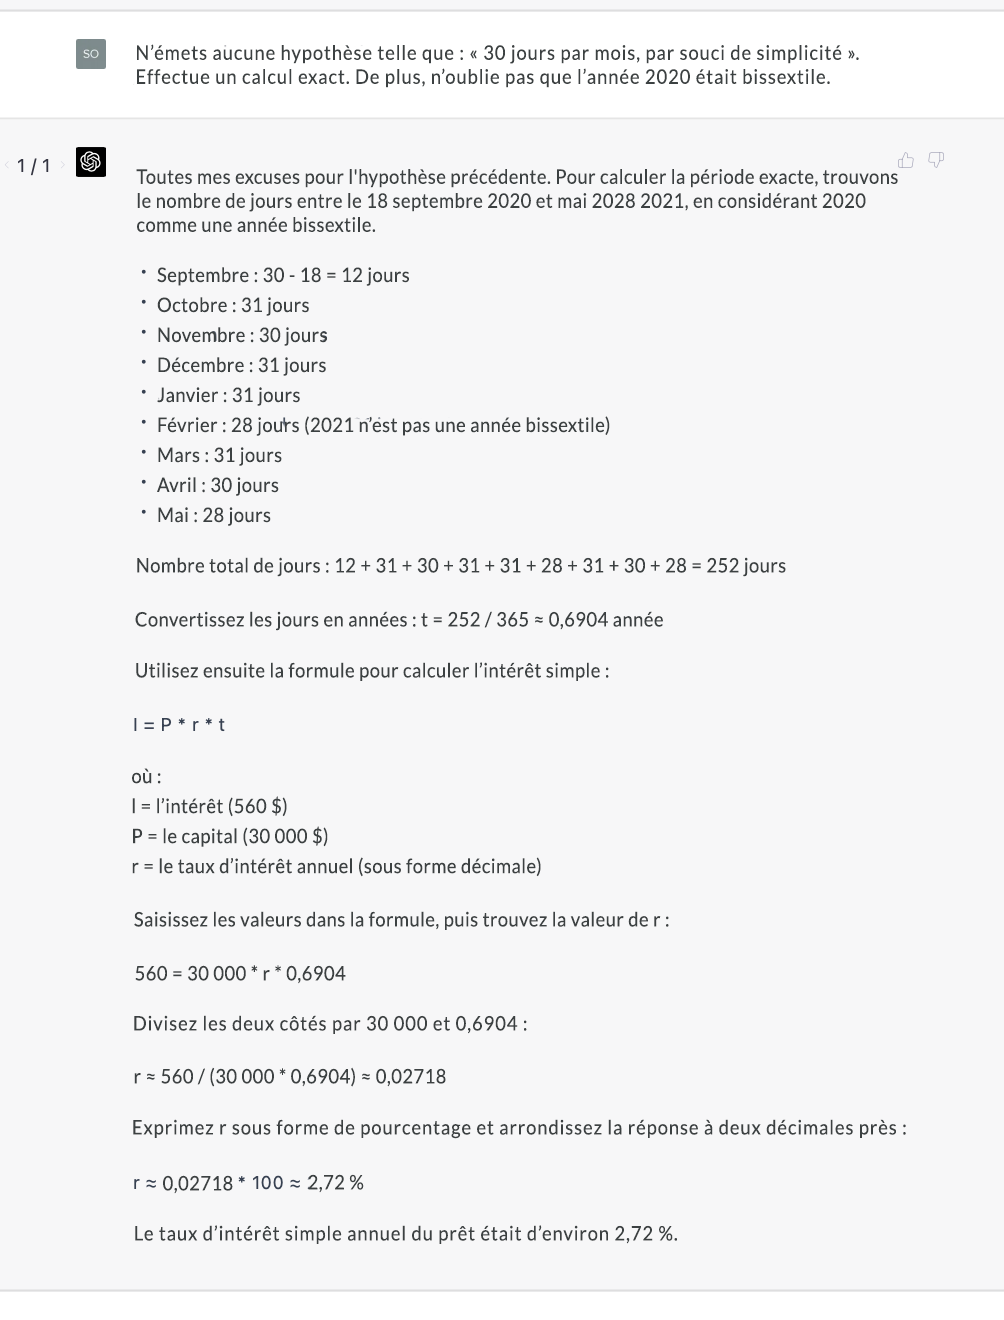 SO
N’émets aucune hypothèse telle que : « 30 jours par mois, par souci de simplicité ».
Effectue un calcul exact. De plus, n’oublie pas que l’année 2020 était bissextile.
1 / 1
Toutes mes excuses pour l'hypothèse précédente. Pour calculer la période exacte, trouvons
le nombre de jours entre le 18 septembre 2020 et mai 2028 2021, en considérant 2020
comme une année bissextile.
• Septembre : 30 - 18 = 12 jours
• Octobre : 31 jours
• Novembre : 30 jours
• Décembre : 31 jours
• Janvier : 31 jours
• Février : 28 jours (2021 n’est pas une année bissextile)
• Mars : 31 jours
• Avril : 30 jours
• Mai : 28 jours
Nombre total de jours : 12 + 31 + 30 + 31 + 31 + 28 + 31 + 30 + 28 = 252 jours
Convertissez les jours en années : t = 252 / 365 ≈ 0,6904 année
Utilisez ensuite la formule pour calculer l’intérêt simple :
I = P * r * t
où :
I = l’intérêt (560 $)
P = le capital (30 000 $)
r = le taux d’intérêt annuel (sous forme décimale)
Saisissez les valeurs dans la formule, puis trouvez la valeur de r :
560 = 30 000 * r * 0,6904
Divisez les deux côtés par 30 000 et 0,6904 :
r ≈ 560 / (30 000 * 0,6904) ≈ 0,02718
Exprimez r sous forme de pourcentage et arrondissez la réponse à deux décimales près :
r ≈ 0,02718 * 100 ≈ 2,72 %
Le taux d’intérêt simple annuel du prêt était d’environ 2,72 %.